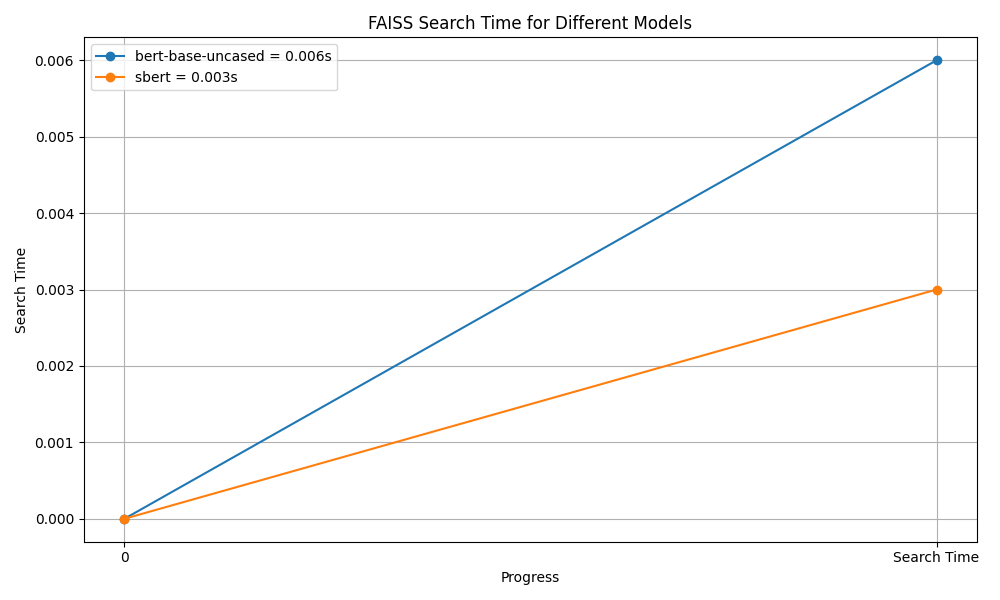 FAISS Search Time for Different Models
bert-base-uncased = 0.006s
sbert = 0.003s
Search Time
0.006
0.005
0.004
0.003
0.002
0.001
0.000
0
Search Time
Progress